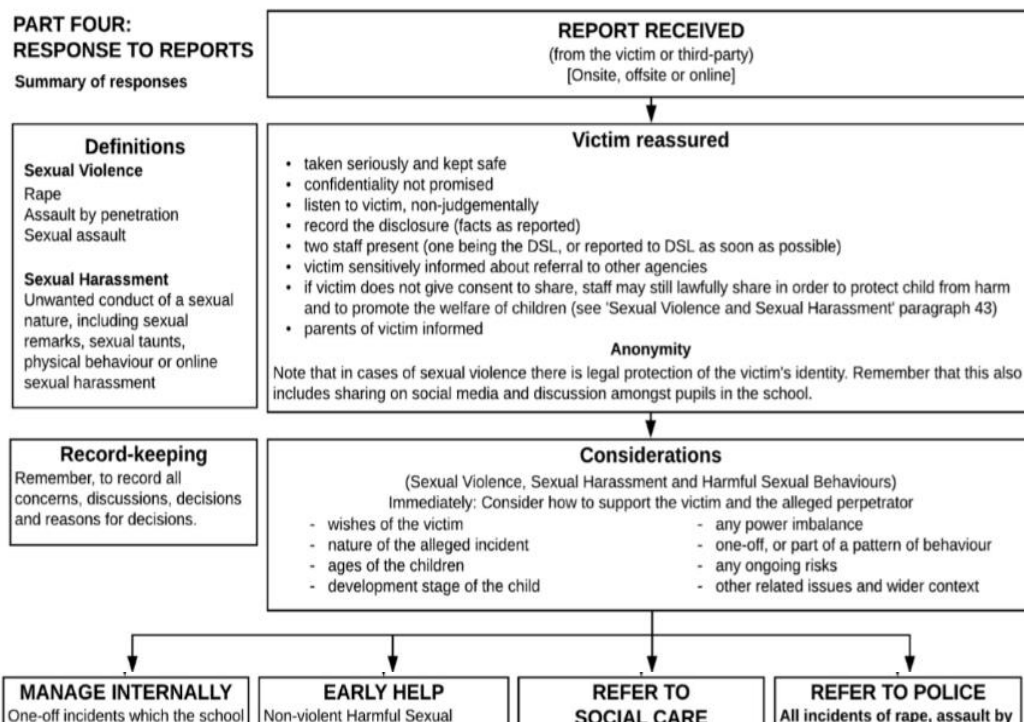 PART FOUR:
RESPONSE TO REPORTS
Summary of responses
REPORT RECEIVED
(from the victim or third-party)
[Onsite, offsite or online]
Definitions
Sexual Violence
Rape
Assault by penetration
Sexual assault
Sexual Harassment
Unwanted conduct of a sexual
nature, including sexual
remarks, sexual taunts,
physical behaviour or online
sexual harassment
Victim reassured
• taken seriously and kept safe
• confidentiality not promised
• listen to victim, non-judgementally
• record the disclosure (facts as reported)
• two staff present (one being the DSL, or reported to DSL as soon as possible)
• victim sensitively informed about referral to other agencies
• if victim does not give consent to share, staff may still lawfully share in order to protect child from harm
and to promote the welfare of children (see 'Sexual Violence and Sexual Harassment' paragraph 43)
• parents of victim informed
Anonymity
Note that in cases of sexual violence there is legal protection of the victim's identity. Remember that this also
includes sharing on social media and discussion amongst pupils in the school.
Record-keeping
Remember, to record all
concerns, discussions, decisions
and reasons for decisions.
Considerations
(Sexual Violence, Sexual Harassment and Harmful Sexual Behaviours)
Immediately: Consider how to support the victim and the alleged perpetrator
- wishes of the victim
- nature of the alleged incident
- ages of the children
- development stage of the child
- any power imbalance
- one-off, or part of a pattern of behaviour
- any ongoing risks
- other related issues and wider context
MANAGE INTERNALLY
One-off incidents which the school
EARLY HELP
Non-violent Harmful Sexual
REFER TO
SOCIAL CARE
REFER TO POLICE
All incidents of rape, assault by